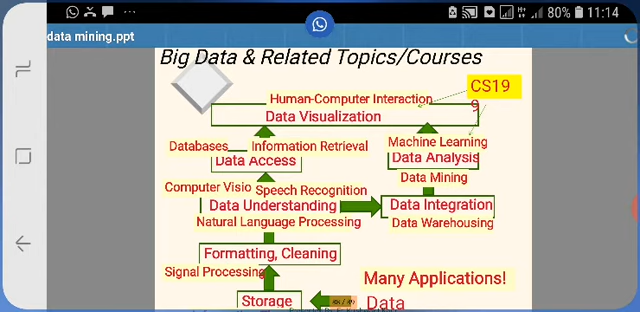 80% 11:14
data mining.ppt
Big Data & Related Topics/Courses
CS19
9
Human-Computer Interaction
Data Visualization
Databases Information Retrieval
Machine Learning
Data Access
Data Analysis
Data Mining
Computer Visio Speech Recognition
Data Understanding
Data Integration
Natural Language Processing
Data Warehousing
Formatting, Cleaning
Signal Processing
Many Applications!
Storage
Data